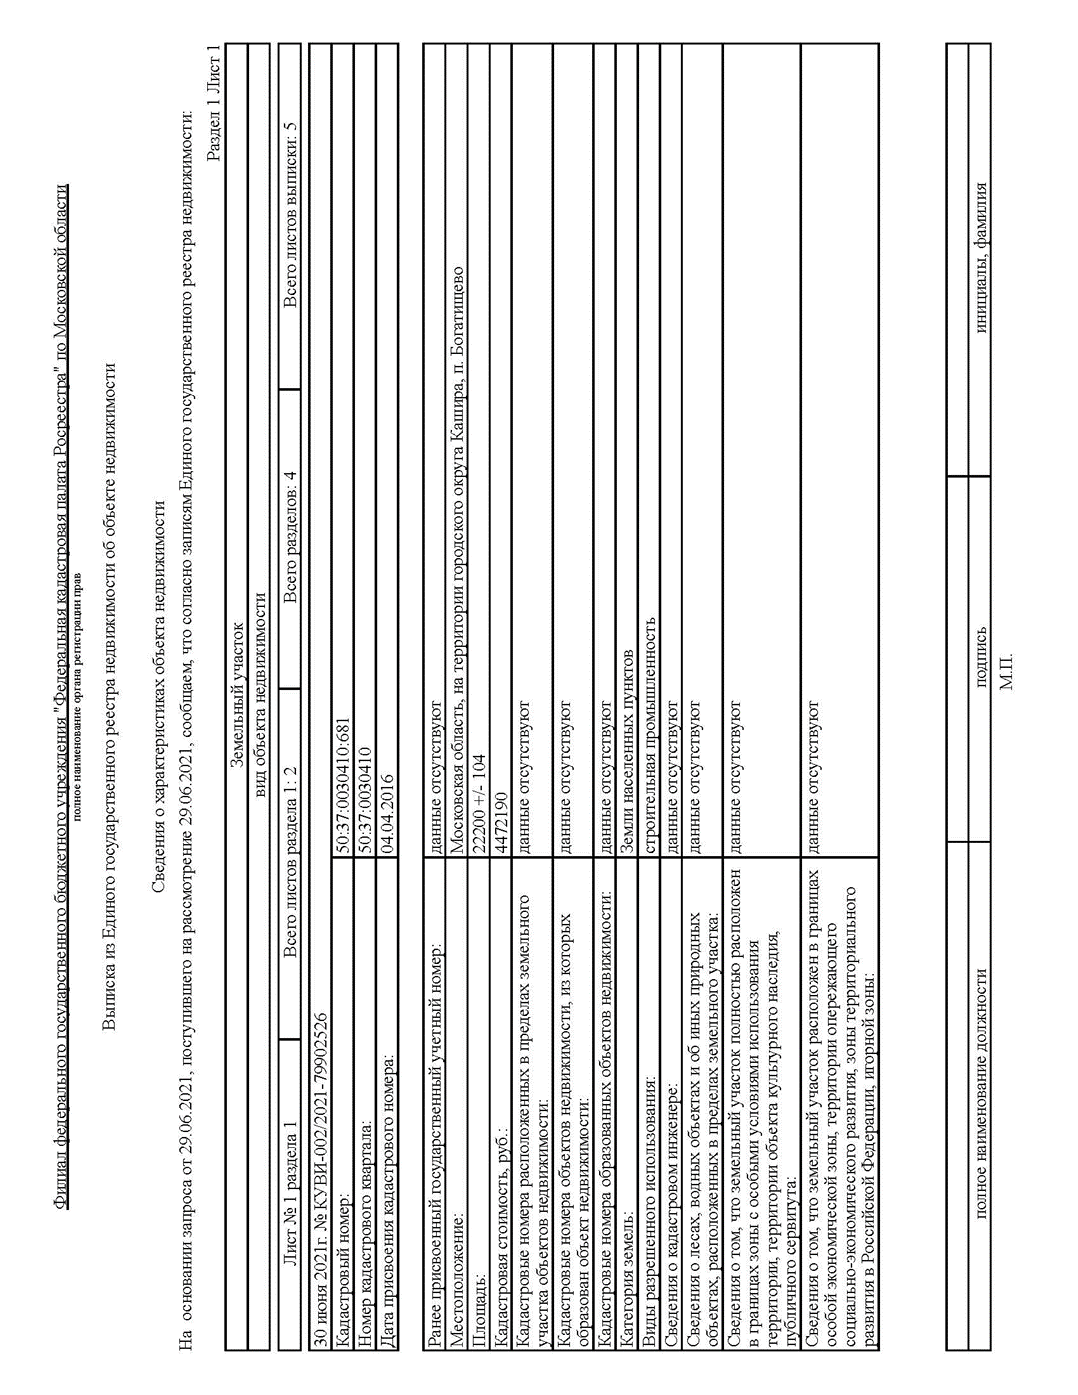 Филиал федерального государственного бюджетного учреждения "Федеральная кадастровая палата Росреестра" по Московской области
полное наименование органа регистрации прав
Выписка из Единого государственного реестра недвижимости об объекте недвижимости
Сведения о характеристиках объекта недвижимости
На основании запроса от 29.06.2021, поступившего на рассмотрение 29.06.2021, сообщаем, что согласно записям Единого государственного реестра недвижимости:
Раздел 1 Лист 1
Земельный участок
вид объекта недвижимости
Лист № 1 раздела 1 Всего листов раздела 1: 2 Всего разделов: 4 Всего листов выписки: 5
30 июня 2021г. № КУВИ-002/2021-79902526
Кадастровый номер: 50:37:0030410:681
Номер кадастрового квартала: 50:37:0030410
Дата присвоения кадастрового номера: 04.04.2016
Ранее присвоенный государственный учетный номер: данные отсутствуют
Местоположение: Московская область, на территории городского округа Кашира, п. Богатищево
Площадь: 22200 +/- 104
Кадастровая стоимость, руб.: 4472190
Кадастровые номера расположенных в пределах земельного данные отсутствуют
участка объектов недвижимости:
Кадастровые номера объектов недвижимости, из которых данные отсутствуют
образован объект недвижимости:
Кадастровые номера образованных объектов недвижимости: данные отсутствуют
Категория земель: Земли населенных пунктов
Виды разрешенного использования: строительная промышленность
Сведения о кадастровом инженере: данные отсутствуют
Сведения о лесах, водных объектах и об иных природных данные отсутствуют
объектах, расположенных в пределах земельного участка:
Сведения о том, что земельный участок полностью расположен данные отсутствуют
в границах зоны с особыми условиями использования
территории, территории объекта культурного наследия,
публичного сервитута:
Сведения о том, что земельный участок расположен в границах данные отсутствуют
особой экономической зоны, территории опережающего
социально-экономического развития, зоны территориального
развития в Российской Федерации, игорной зоны:
полное наименование должности подпись инициалы, фамилия
М.П.